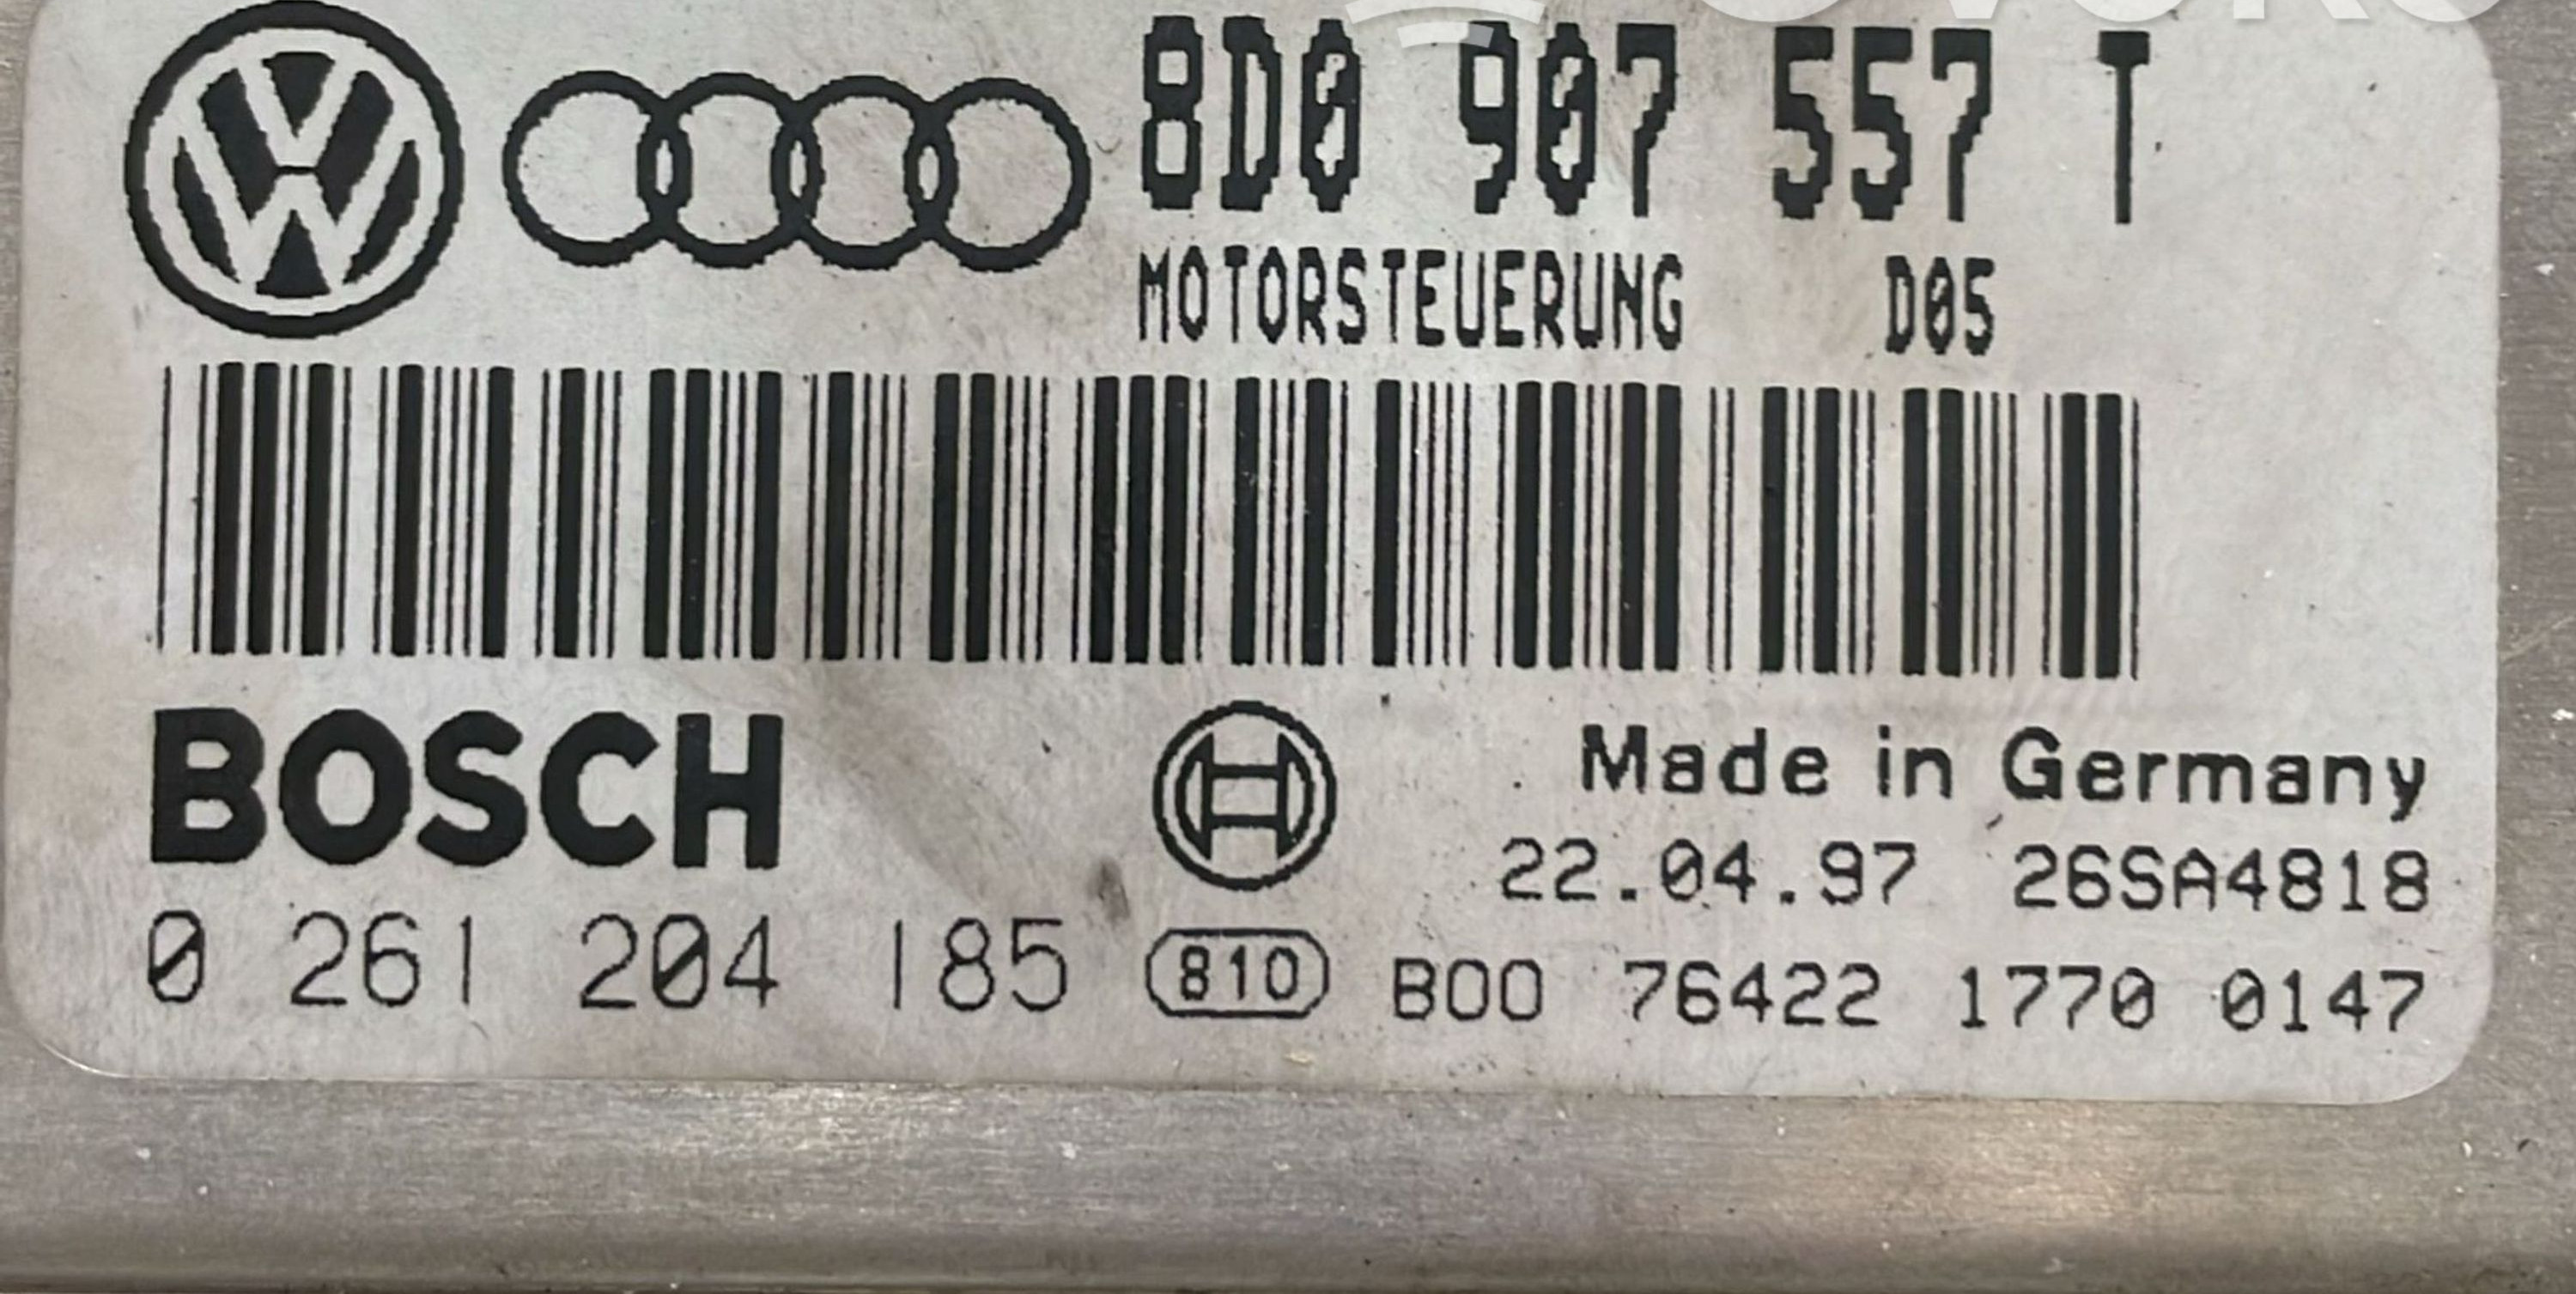 8D0 907 557 T
MOTORSTEUERUNG D05
BOSCH
Made in Germany
22.04.97 26SA4818
0 261 204 185 810 B00 76422 1770 0147